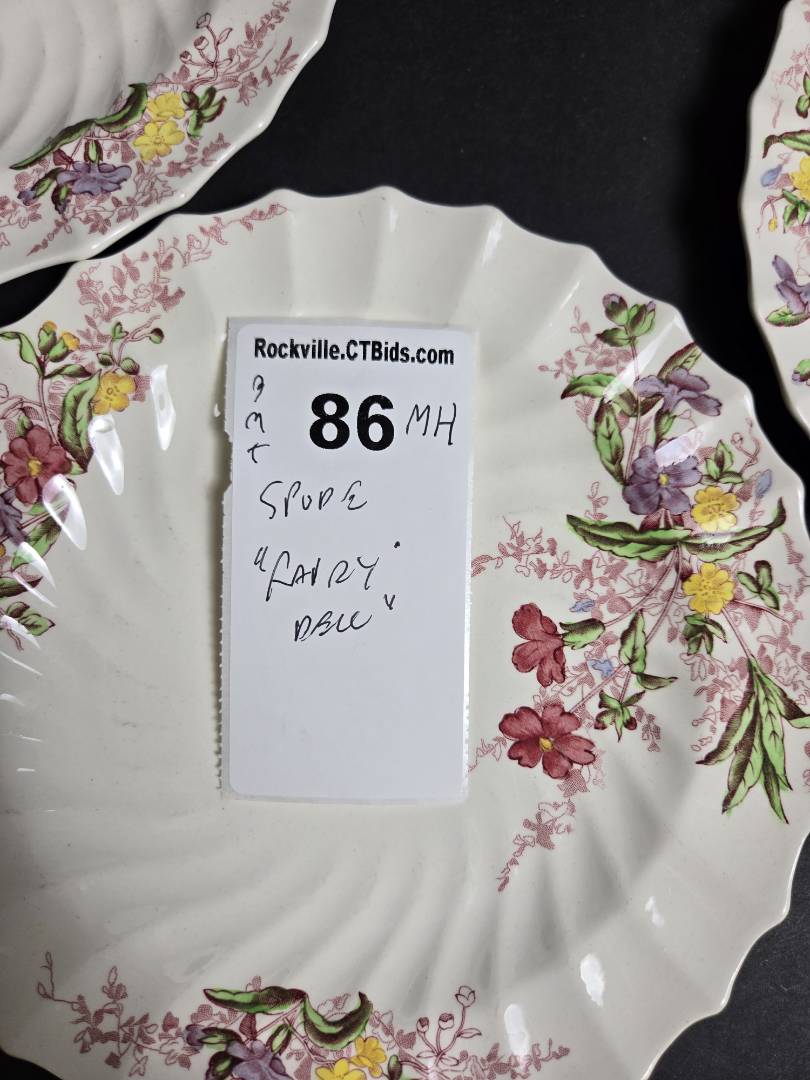 Rockville.CTBids.com
86 MH
SPODE
"FAIRY
DELL"